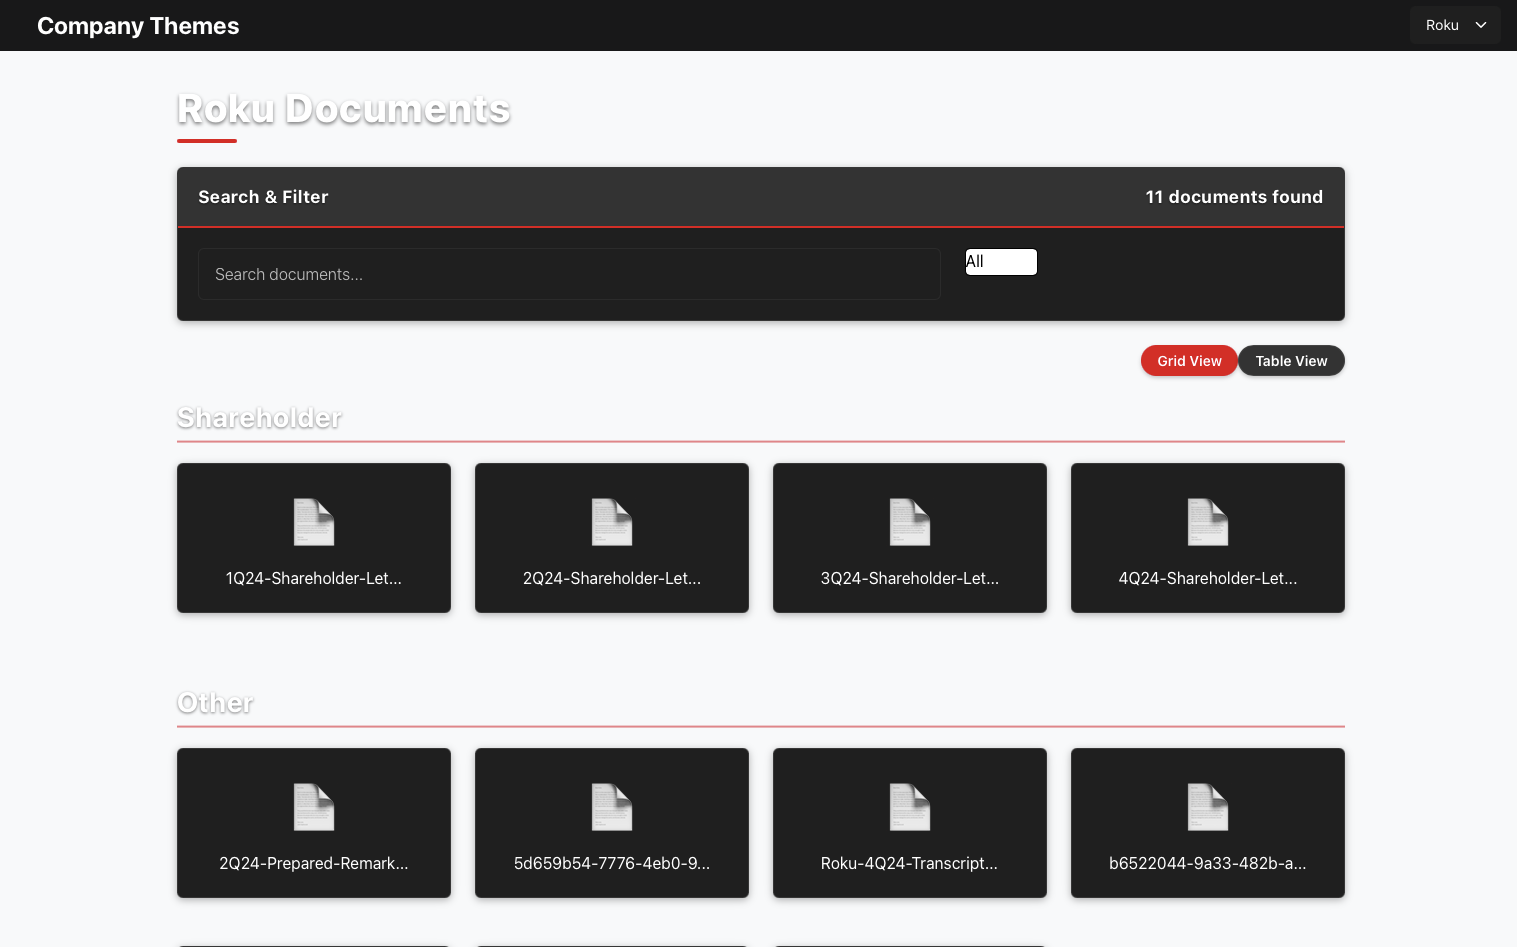 Company Themes
Roku
Roku Documents
Search & Filter
11 documents found
Search documents...
All
Grid View
Table View
Shareholder
1Q24-Shareholder-Let...
2Q24-Shareholder-Let...
3Q24-Shareholder-Let...
4Q24-Shareholder-Let...
Other
2Q24-Prepared-Remark...
5d659b54-7776-4eb0-9...
Roku-4Q24-Transcript...
b6522044-9a33-482b-a...